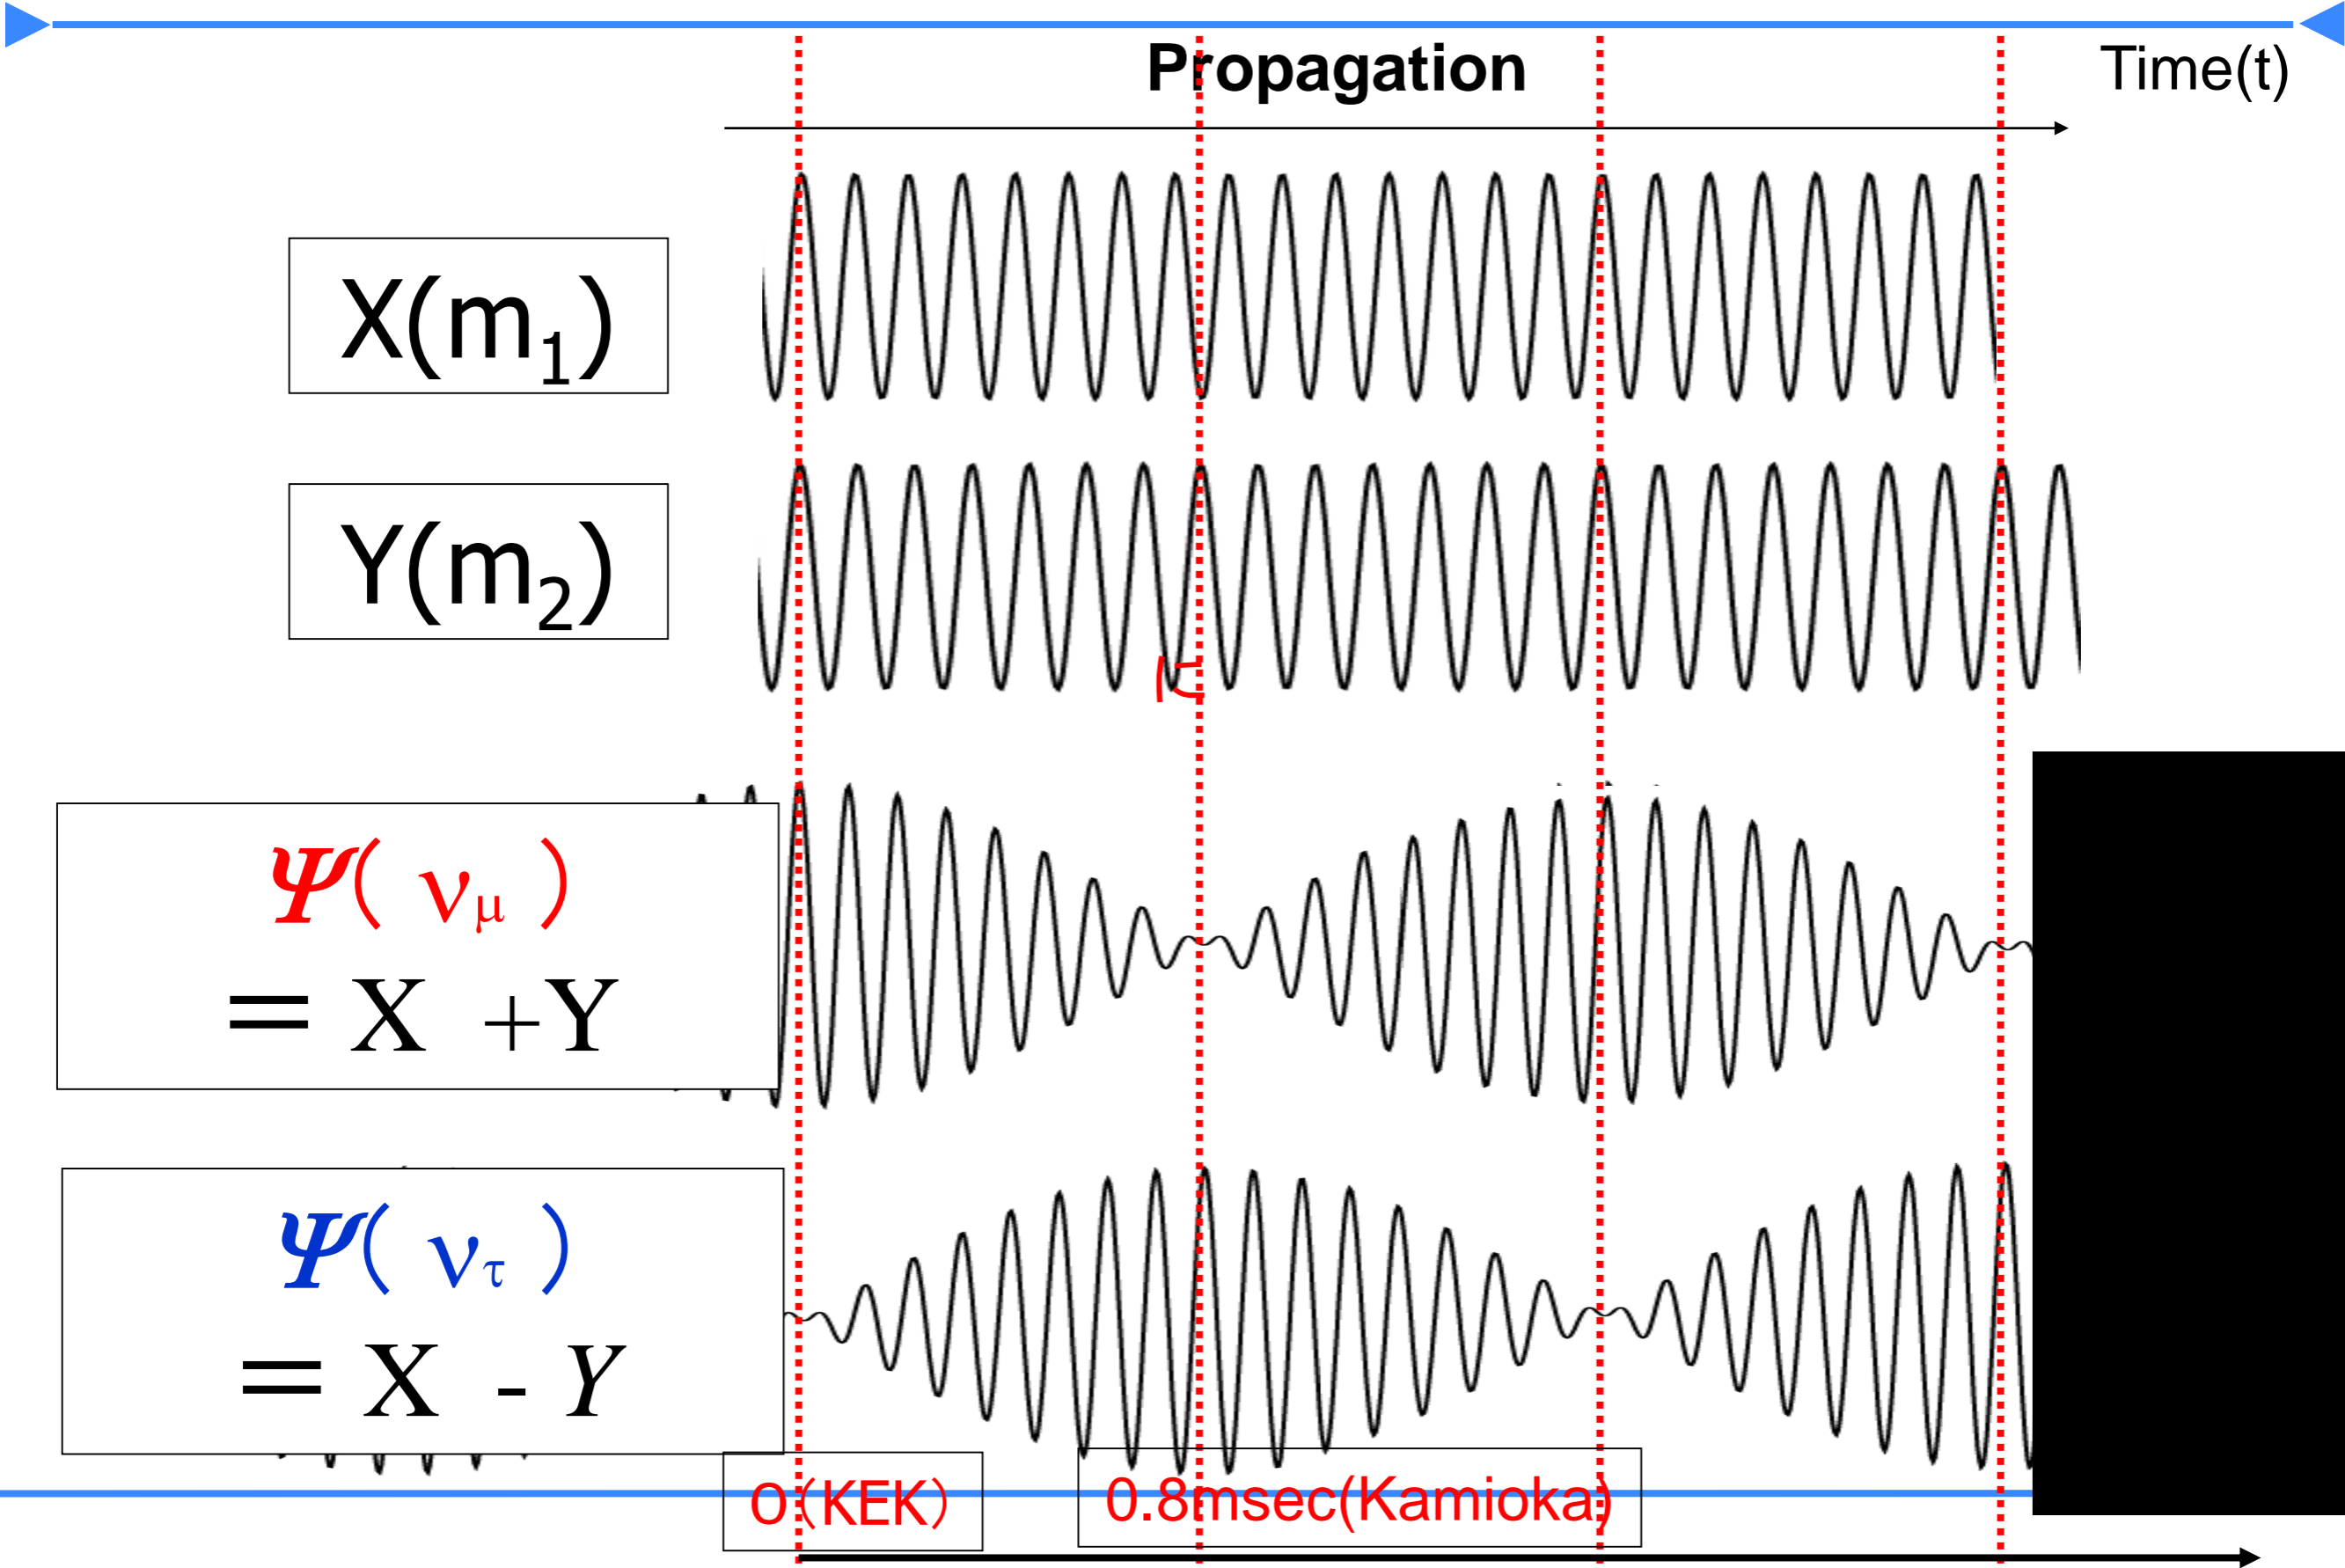 Propagation
Time(t)
X(m₁)
Y(m₂)
Ψ( νμ )
= X +Y
Ψ( ντ )
= X - Y
0(KEK)
0.8msec(Kamioka)